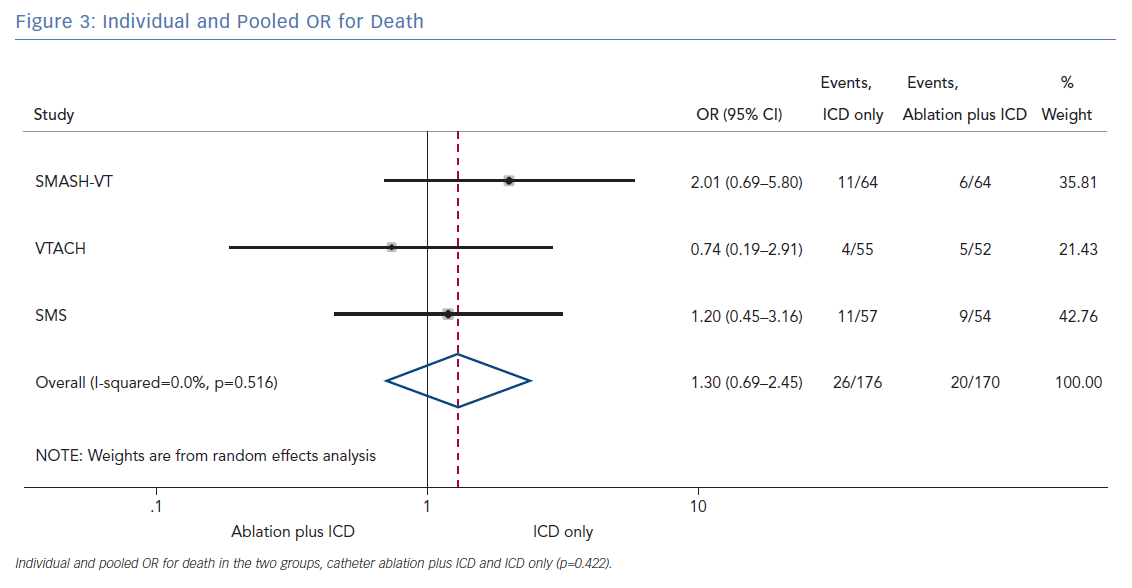 Figure 3: Individual and Pooled OR for Death
Events, Events, %
Study OR (95% CI) ICD only Ablation plus ICD Weight
SMASH-VT 2.01 (0.69–5.80) 11/64 6/64 35.81
VTACH 0.74 (0.19–2.91) 4/55 5/52 21.43
SMS 1.20 (0.45–3.16) 11/57 9/54 42.76
Overall (I-squared=0.0%, p=0.516) 1.30 (0.69–2.45) 26/176 20/170 100.00
NOTE: Weights are from random effects analysis
.1 1 10
Ablation plus ICD ICD only
Individual and pooled OR for death in the two groups, catheter ablation plus ICD and ICD only (p=0.422).